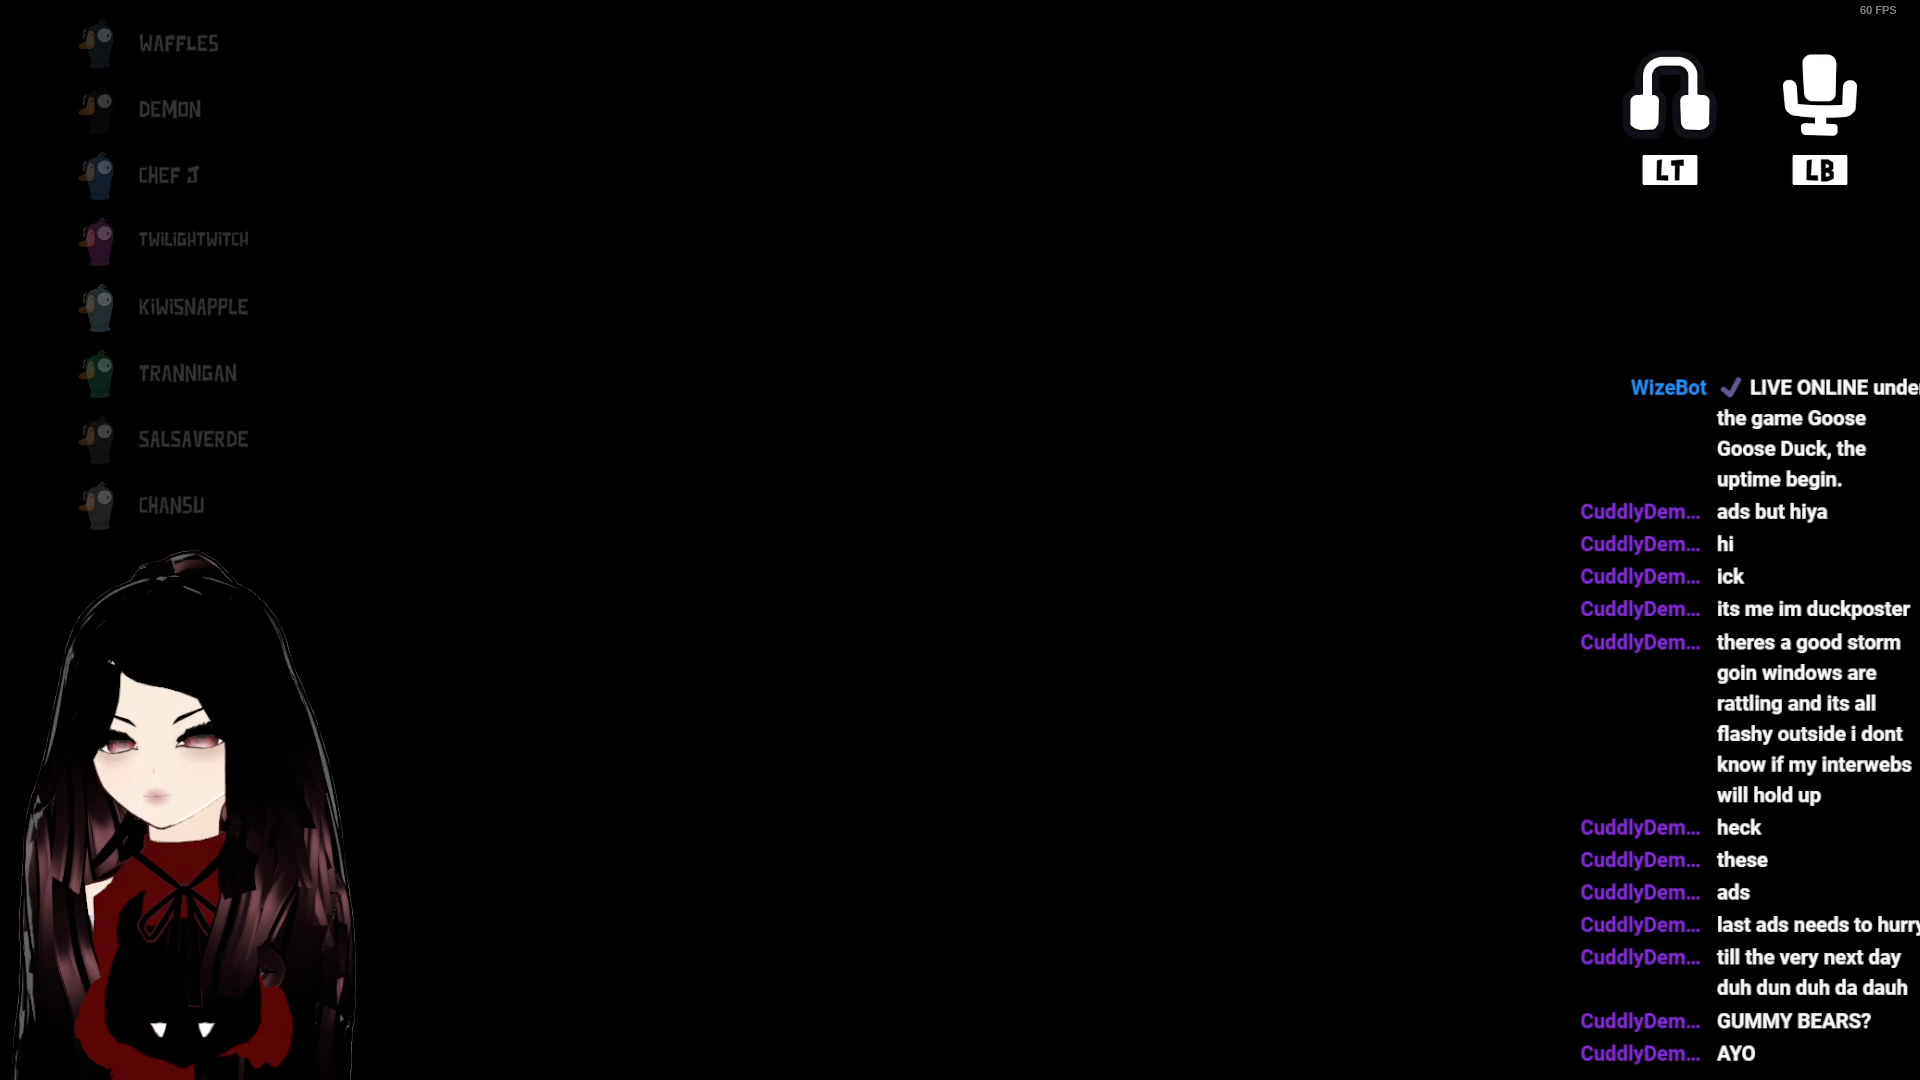 60 FPS
WAFFLES
DEMON
CHEF J
TWILIGHTWITCH
KIWISNAPPLE
TRANNIGAN
SALSAVERDE
CHANSU
LT
LB
WizeBot ✓ LIVE ONLINE under
the game Goose
Goose Duck, the
uptime begin.
CuddlyDem... ads but hiya
CuddlyDem... hi
CuddlyDem... ick
CuddlyDem... its me im duckposter
CuddlyDem... theres a good storm
goin windows are
rattling and its all
flashy outside i dont
know if my interwebs
will hold up
CuddlyDem... heck
CuddlyDem... these
CuddlyDem... ads
CuddlyDem... last ads needs to hurry
CuddlyDem... till the very next day
duh dun duh da dauh
CuddlyDem... GUMMY BEARS?
CuddlyDem... AYO